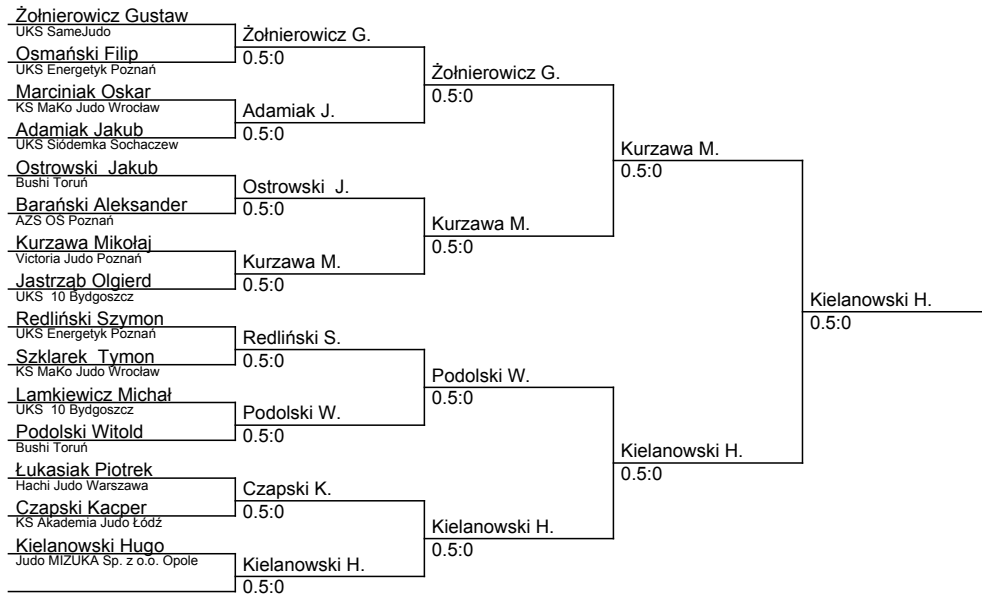 Żołnierowicz Gustaw
UKS SameJudo
Osmański Filip
UKS Energetyk Poznań
Marciniak Oskar
KS MaKo Judo Wrocław
Adamiak Jakub
UKS Siódemka Sochaczew
Ostrowski  Jakub
Bushi Toruń
Barański Aleksander
AZS OŚ Poznań
Kurzawa Mikołaj
Victoria Judo Poznań
Jastrząb Olgierd
UKS  10 Bydgoszcz
Redliński Szymon
UKS Energetyk Poznań
Szklarek  Tymon
KS MaKo Judo Wrocław
Lamkiewicz Michał
UKS  10 Bydgoszcz
Podolski Witold
Bushi Toruń
Łukasiak Piotrek
Hachi Judo Warszawa
Czapski Kacper
KS Akademia Judo Łódź
Kielanowski Hugo
Judo MIZUKA Sp. z o.o. Opole
Żołnierowicz G.
0.5:0
Adamiak J.
0.5:0
Ostrowski  J.
0.5:0
Kurzawa M.
0.5:0
Redliński S.
0.5:0
Podolski W.
0.5:0
Czapski K.
0.5:0
Kielanowski H.
0.5:0
Żołnierowicz G.
0.5:0
Kurzawa M.
0.5:0
Podolski W.
0.5:0
Kielanowski H.
0.5:0
Kurzawa M.
0.5:0
Kielanowski H.
0.5:0
Kielanowski H.
0.5:0